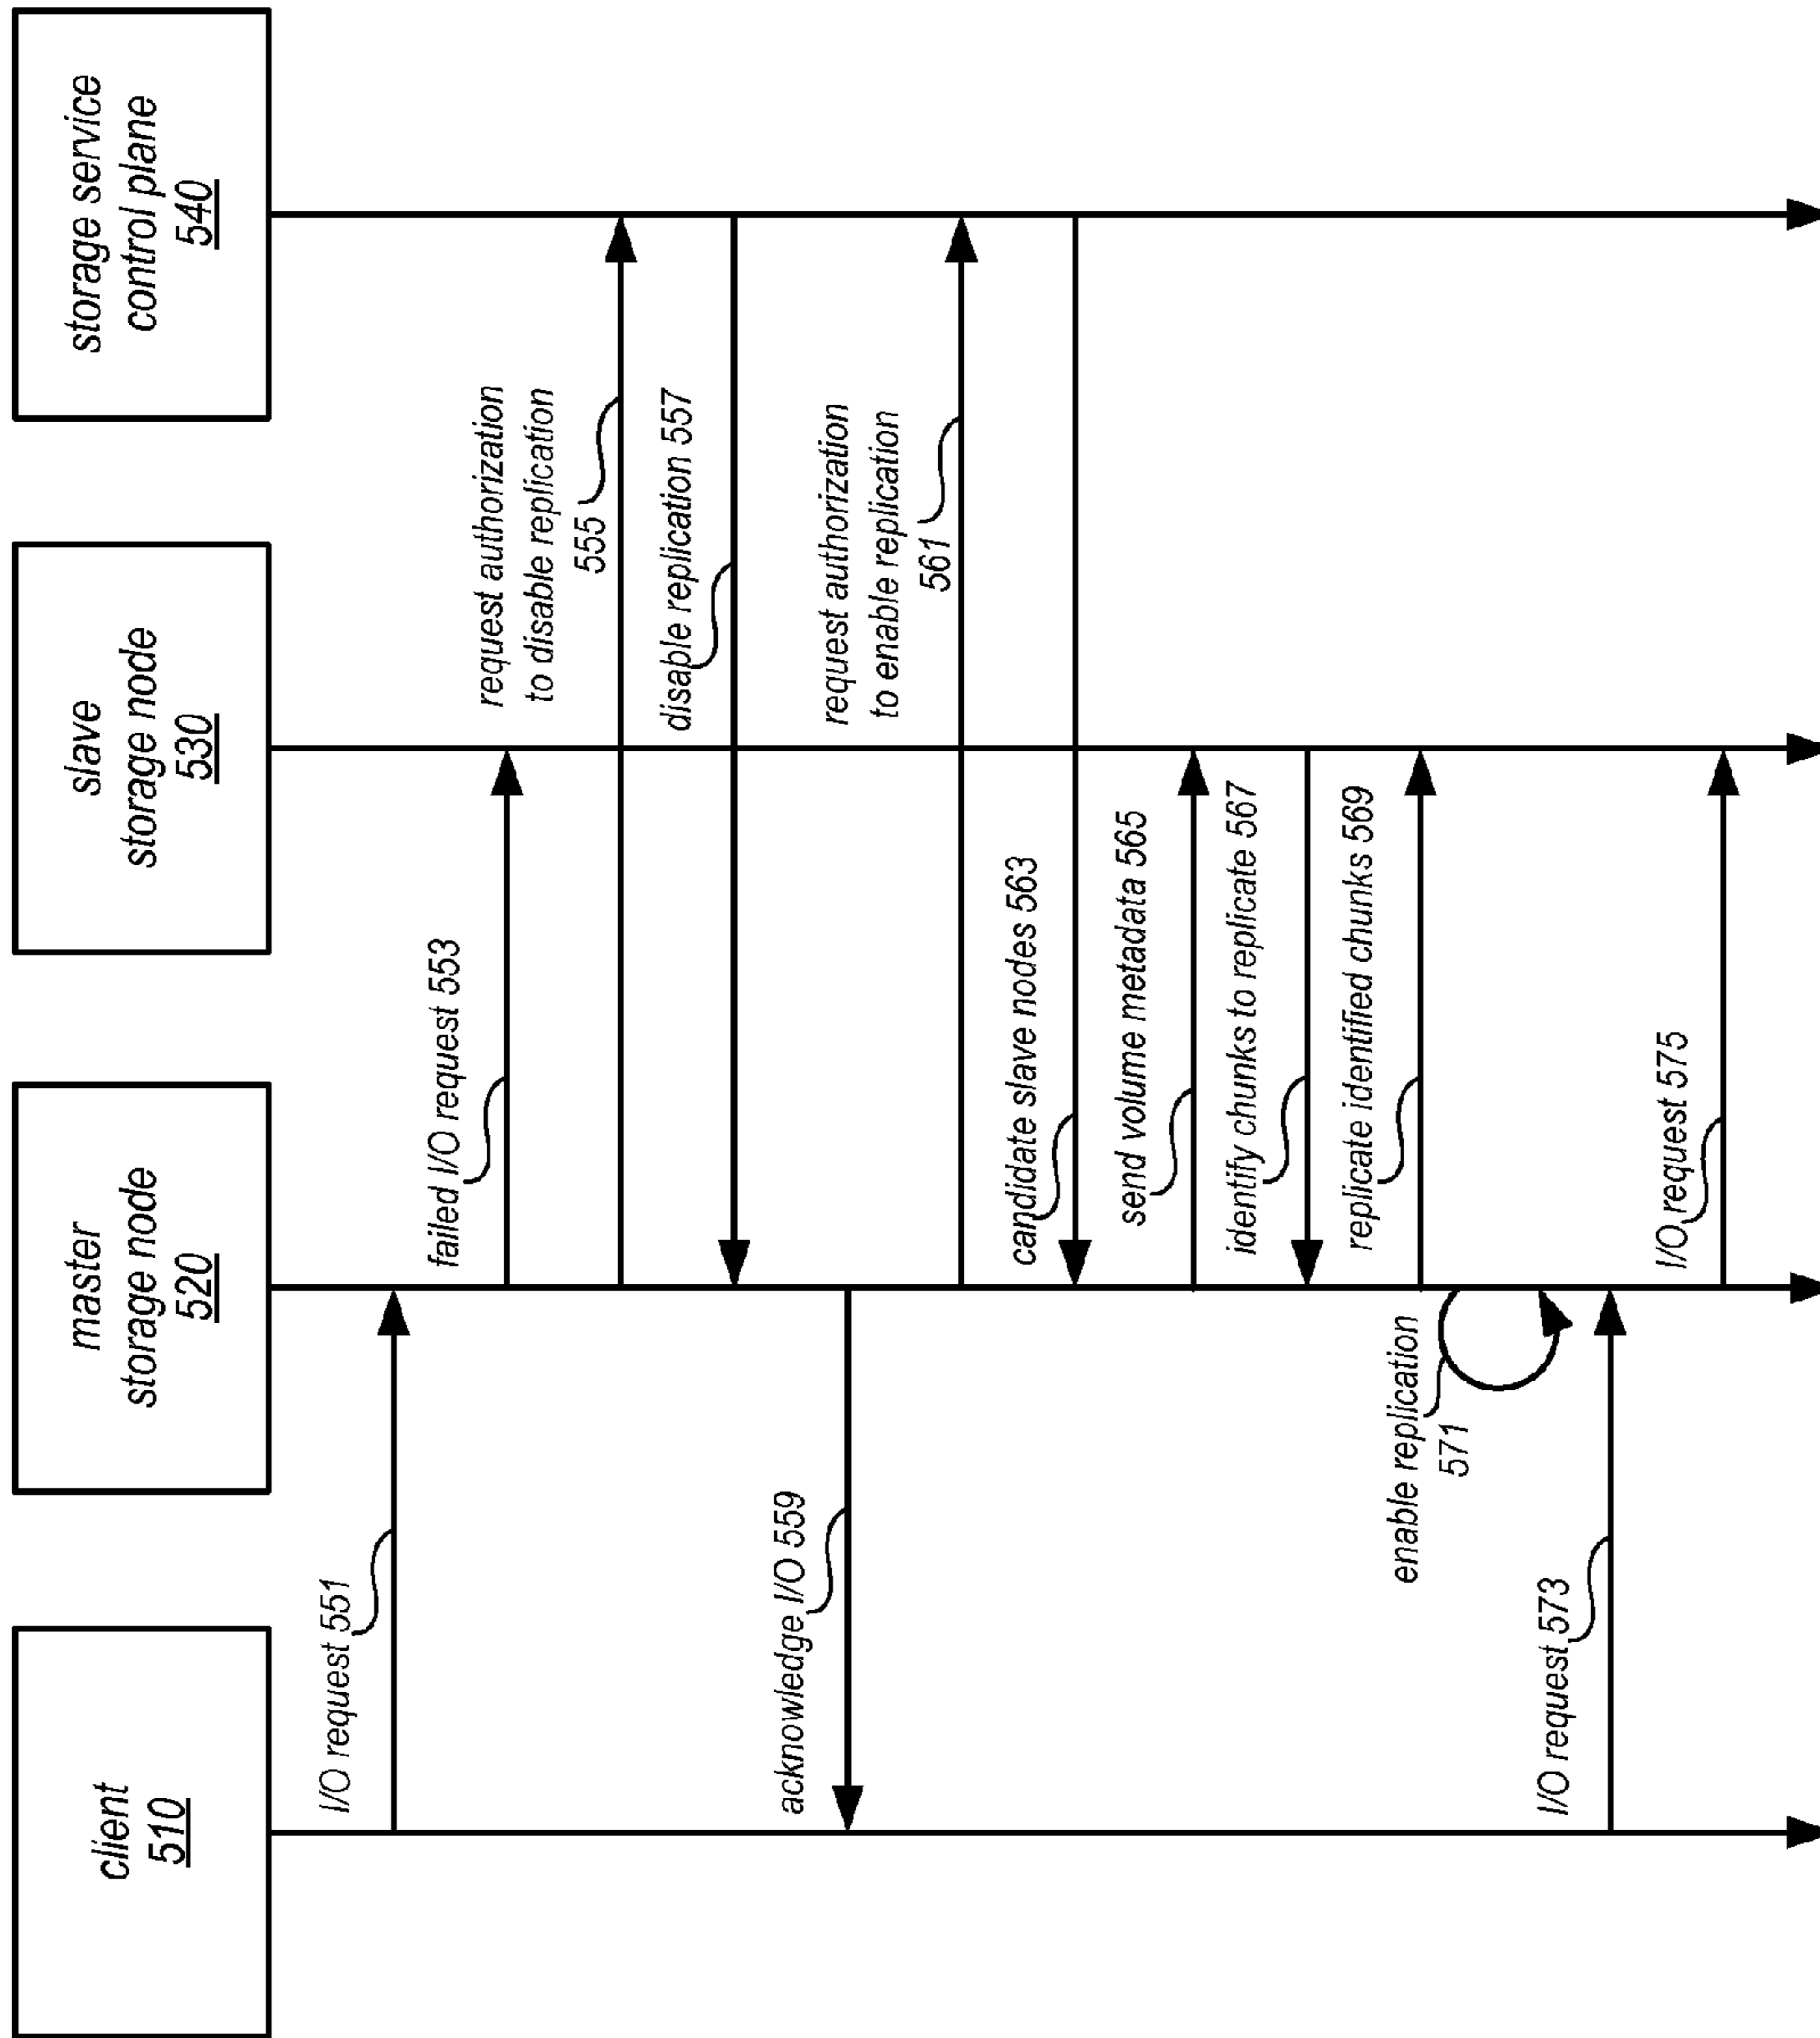 client
510
master
storage node
520
slave
storage node
530
storage service
control plane
540
I/O request 551
failed I/O request 553
request authorization
to disable replication
555
disable replication 557
acknowledge I/O 559
request authorization
to enable replication
561
candidate slave nodes 563
send volume metadata 565
identify chunks to replicate 567
replicate identified chunks 569
enable replication
571
I/O request 573
I/O request 575